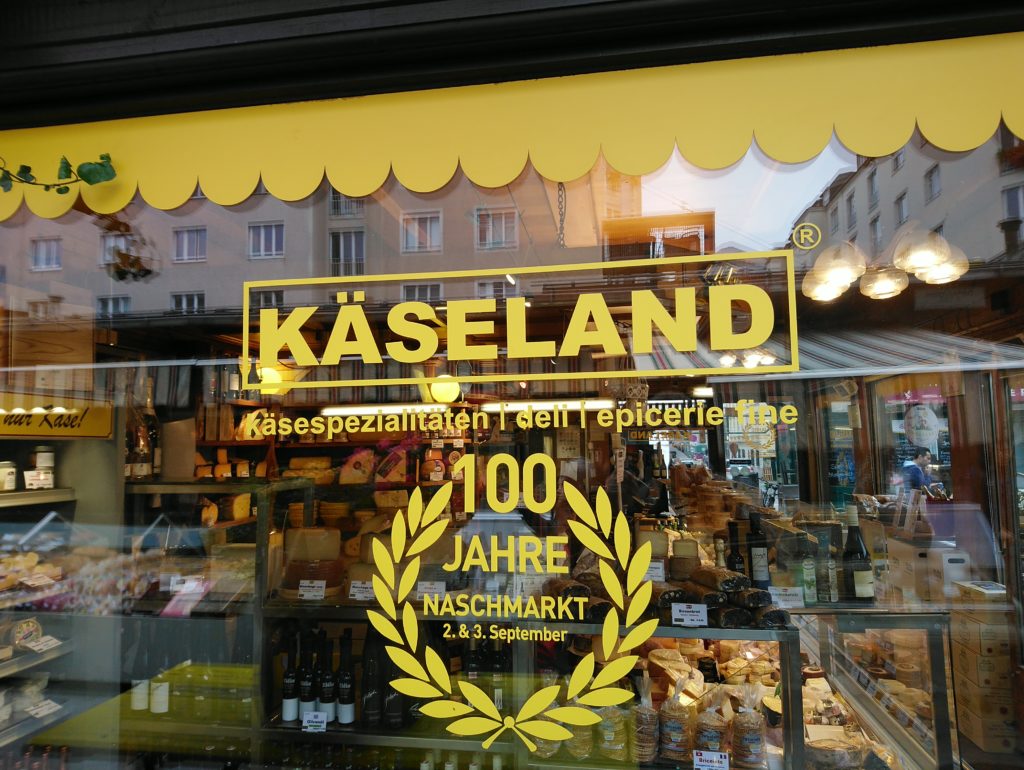 ®
KÄSELAND
käsespezialitäten | deli | epicerie fine
nur Käse!
100
JAHRE
NASCHMARKT
2. & 3. September